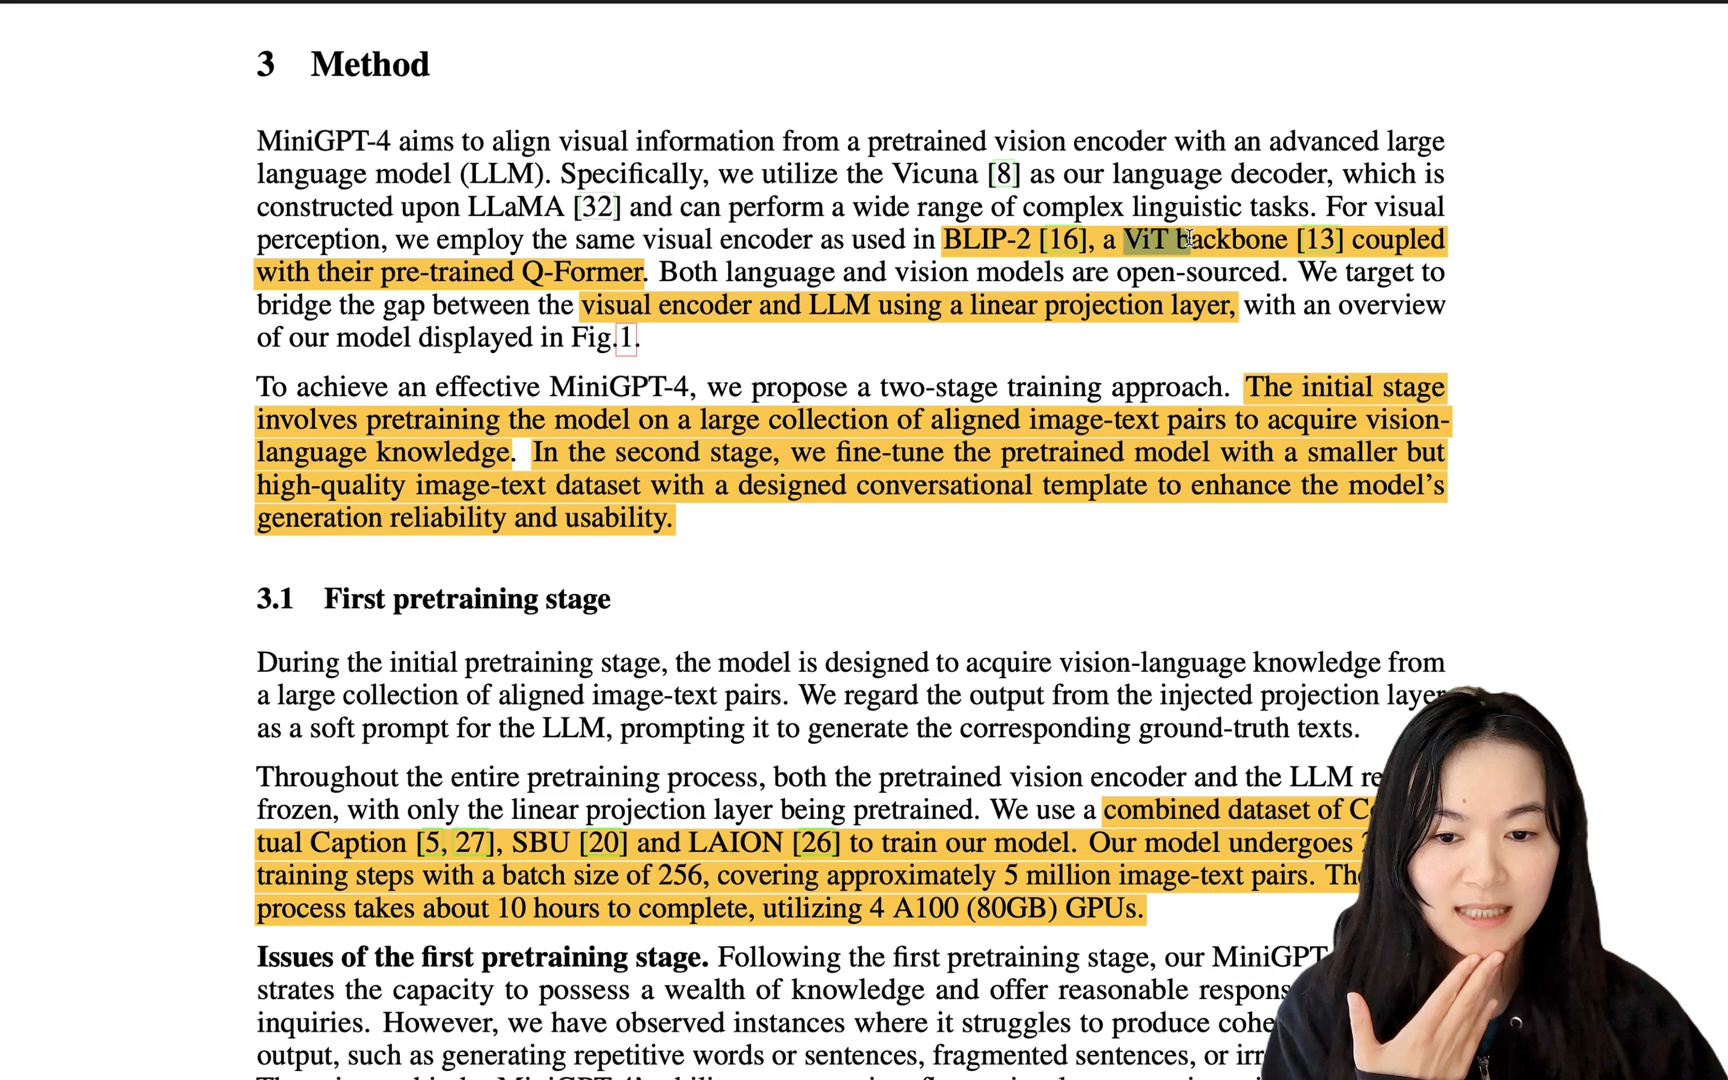 3 Method
MiniGPT-4 aims to align visual information from a pretrained vision encoder with an advanced large
language model (LLM). Specifically, we utilize the Vicuna [8] as our language decoder, which is
constructed upon LLaMA [32] and can perform a wide range of complex linguistic tasks. For visual
perception, we employ the same visual encoder as used in BLIP-2 [16], a ViT backbone [13] coupled
with their pre-trained Q-Former. Both language and vision models are open-sourced. We target to
bridge the gap between the visual encoder and LLM using a linear projection layer, with an overview
of our model displayed in Fig.1.
To achieve an effective MiniGPT-4, we propose a two-stage training approach. The initial stage
involves pretraining the model on a large collection of aligned image-text pairs to acquire vision-
language knowledge. In the second stage, we fine-tune the pretrained model with a smaller but
high-quality image-text dataset with a designed conversational template to enhance the model's
generation reliability and usability.
3.1 First pretraining stage
During the initial pretraining stage, the model is designed to acquire vision-language knowledge from
a large collection of aligned image-text pairs. We regard the output from the injected projection layer
as a soft prompt for the LLM, prompting it to generate the corresponding ground-truth texts.
Throughout the entire pretraining process, both the pretrained vision encoder and the LLM re
frozen, with only the linear projection layer being pretrained. We use a combined dataset of C
tual Caption [5, 27], SBU [20] and LAION [26] to train our model. Our model undergoes
training steps with a batch size of 256, covering approximately 5 million image-text pairs. The
process takes about 10 hours to complete, utilizing 4 A100 (80GB) GPUs.
Issues of the first pretraining stage. Following the first pretraining stage, our MiniGPT
strates the capacity to possess a wealth of knowledge and offer reasonable respons
inquiries. However, we have observed instances where it struggles to produce cohe
output, such as generating repetitive words or sentences, fragmented sentences, or irr